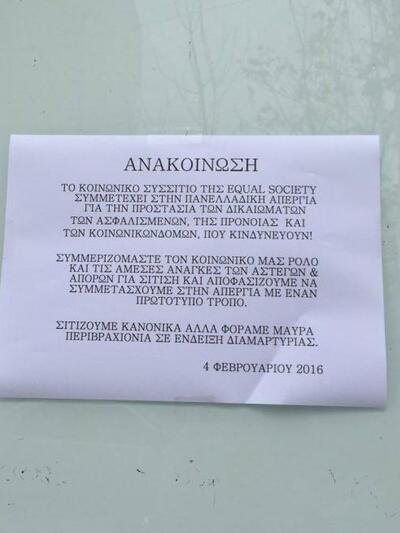 ΑΝΑΚΟΙΝΩΣΗ
ΤΟ ΚΟΙΝΩΝΙΚΟ ΣΥΣΣΙΤΙΟ ΤΗΣ EQUAL SOCIETY
ΣΥΜΜΕΤΕΧΕΙ ΣΤΗΝ ΠΑΝΕΛΛΑΔΙΚΗ ΑΠΕΡΓΙΑ
ΓΙΑ ΤΗΝ ΠΡΟΣΤΑΣΙΑ ΤΩΝ ΔΙΚΑΙΩΜΑΤΩΝ
ΤΩΝ ΑΣΦΑΛΙΣΜΕΝΩΝ, ΤΗΣ ΠΡΟΝΟΙΑΣ ΚΑΙ
ΤΩΝ ΚΟΙΝΩΝΙΚΩΝΔΟΜΩΝ, ΠΟΥ ΚΙΝΔΥΝΕΥΟΥΝ!
ΣΥΜΜΕΡΙΖΟΜΑΣΤΕ ΤΟΝ ΚΟΙΝΩΝΙΚΟ ΜΑΣ ΡΟΛΟ
ΚΑΙ ΤΙΣ ΑΜΕΣΕΣ ΑΝΑΓΚΕΣ ΤΩΝ ΑΣΤΕΓΩΝ &
ΑΠΟΡΩΝ ΓΙΑ ΣΙΤΙΣΗ ΚΑΙ ΑΠΟΦΑΣΙΖΟΥΜΕ ΝΑ
ΣΥΜΜΕΤΑΣΧΟΥΜΕ ΣΤΗΝ ΑΠΕΡΓΙΑ ΜΕ ΕΝΑΝ
ΠΡΩΤΟΤΥΠΟ ΤΡΟΠΟ.
ΣΙΤΙΖΟΥΜΕ ΚΑΝΟΝΙΚΑ ΑΛΛΑ ΦΟΡΑΜΕ ΜΑΥΡΑ
ΠΕΡΙΒΡΑΧΙΟΝΙΑ ΣΕ ΕΝΔΕΙΞΗ ΔΙΑΜΑΡΤΥΡΙΑΣ.
4 ΦΕΒΡΟΥΑΡΙΟΥ 2016